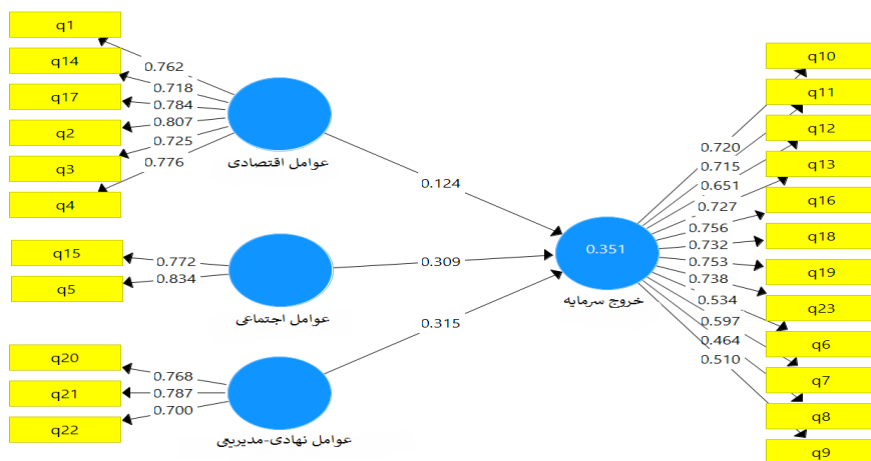 q1
q14
q17
q2
q3
q4
0.762
0.718
0.784
0.807
0.725
0.776
عوامل اقتصادی
q15
q5
0.772
0.834
عوامل اجتماعی
q20
q21
q22
0.768
0.787
0.700
عوامل نهادی-مدیریعی
0.124
0.309
0.315
0.351
خروج سرمایه
0.720
0.715
0.651
0.727
0.756
0.732
0.753
0.738
0.534
0.597
0.464
0.510
q10
q11
q12
q13
q16
q18
q19
q23
q6
q7
q8
q9